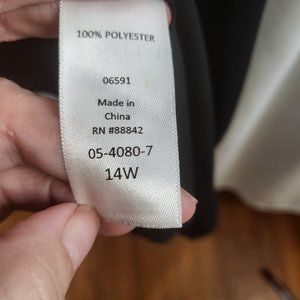 100% POLYESTER
06591
Made in
China
RN #88842
05-4080-7
14W